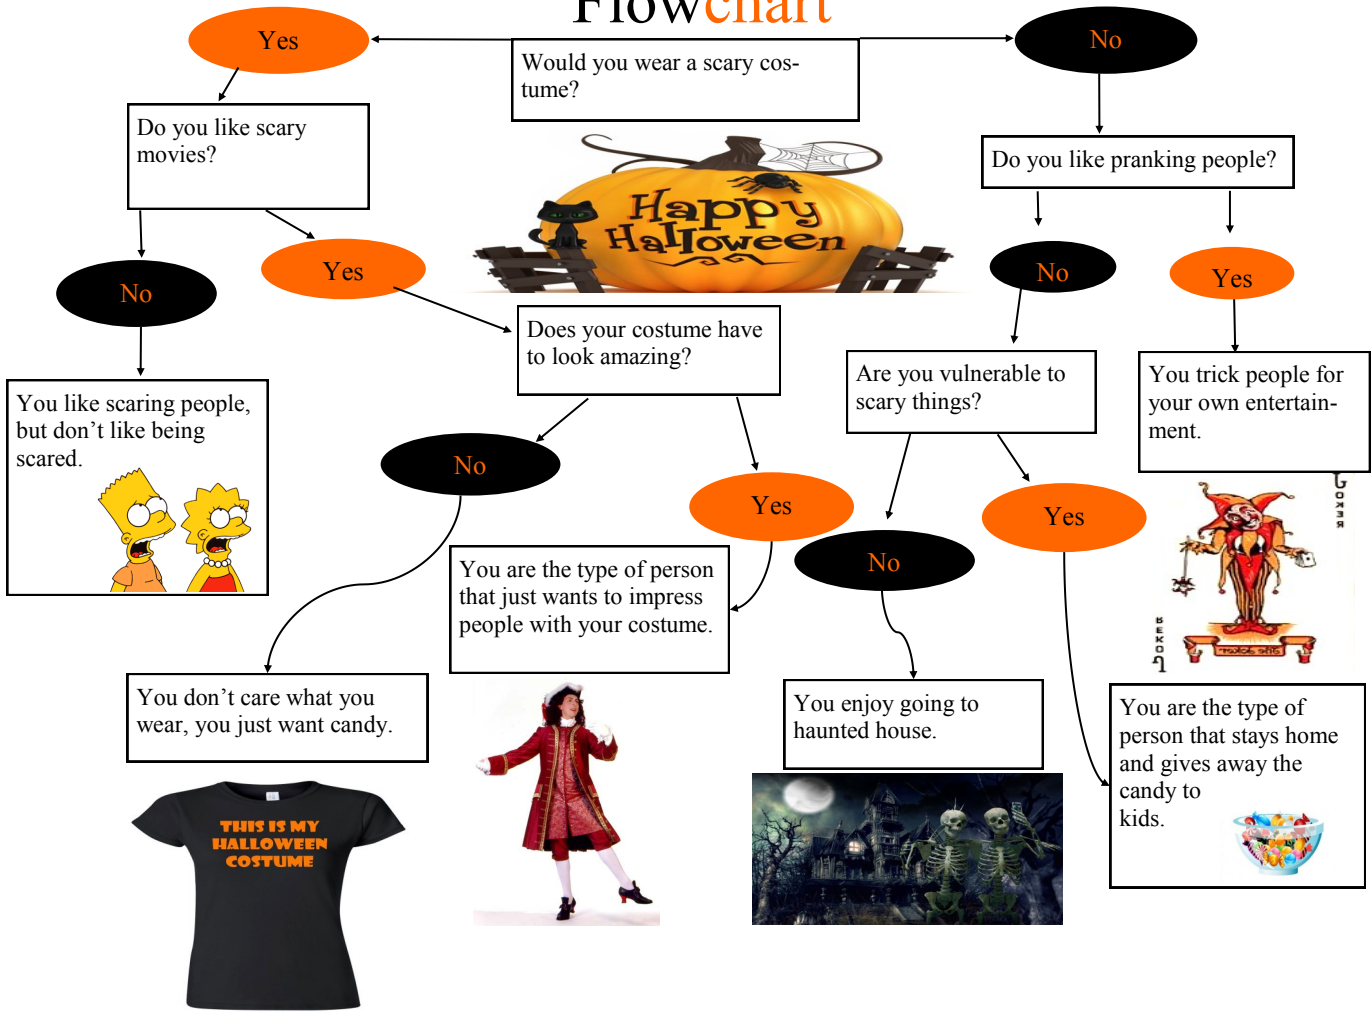 Flowchart
Yes
Would you wear a scary cos-
tume?
No
Do you like scary
movies?
Do you like pranking people?
Happy
Halloween
No
Yes
No
Yes
Does your costume have
to look amazing?
Are you vulnerable to
scary things?
You trick people for
your own entertain-
ment.
You like scaring people,
but don’t like being
scared.
No
Yes
No
Yes
JOKER
You are the type of person
that just wants to impress
people with your costume.
JOKER
the Joker
You don’t care what you
wear, you just want candy.
You enjoy going to
haunted house.
You are the type of
person that stays home
and gives away the
candy to
kids.
THIS IS MY
HALLOWEEN
COSTUME